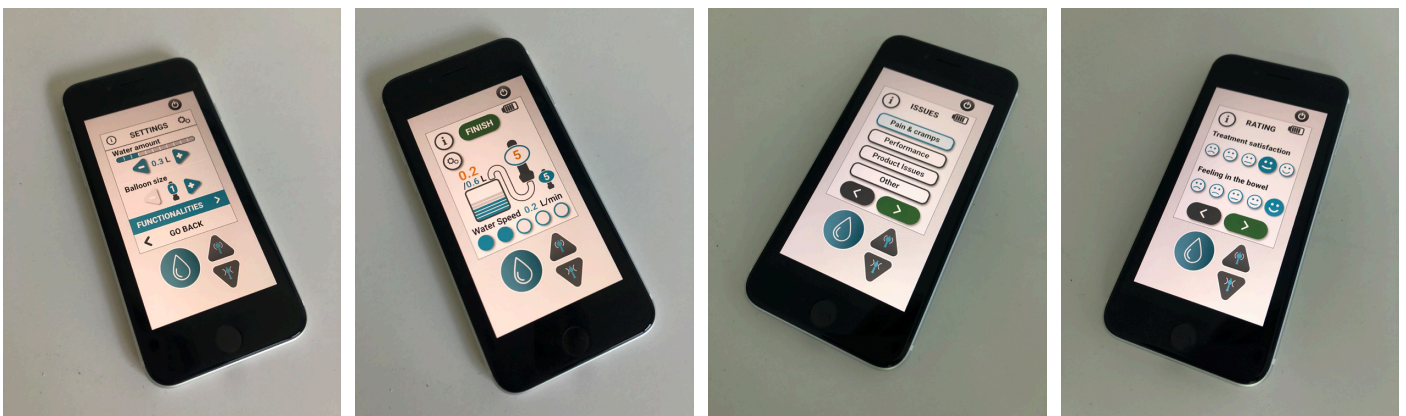 SETTINGS
Water amount
0.3 L
Balloon size
1
FUNCTIONALITIES
GO BACK
FINISH
5
0.2
/0.6 L
5
Water Speed 0.2 L/min
ISSUES
Pain & cramps
Performance
Product Issues
Other
RATING
Treatment satisfaction
Feeling in the bowel